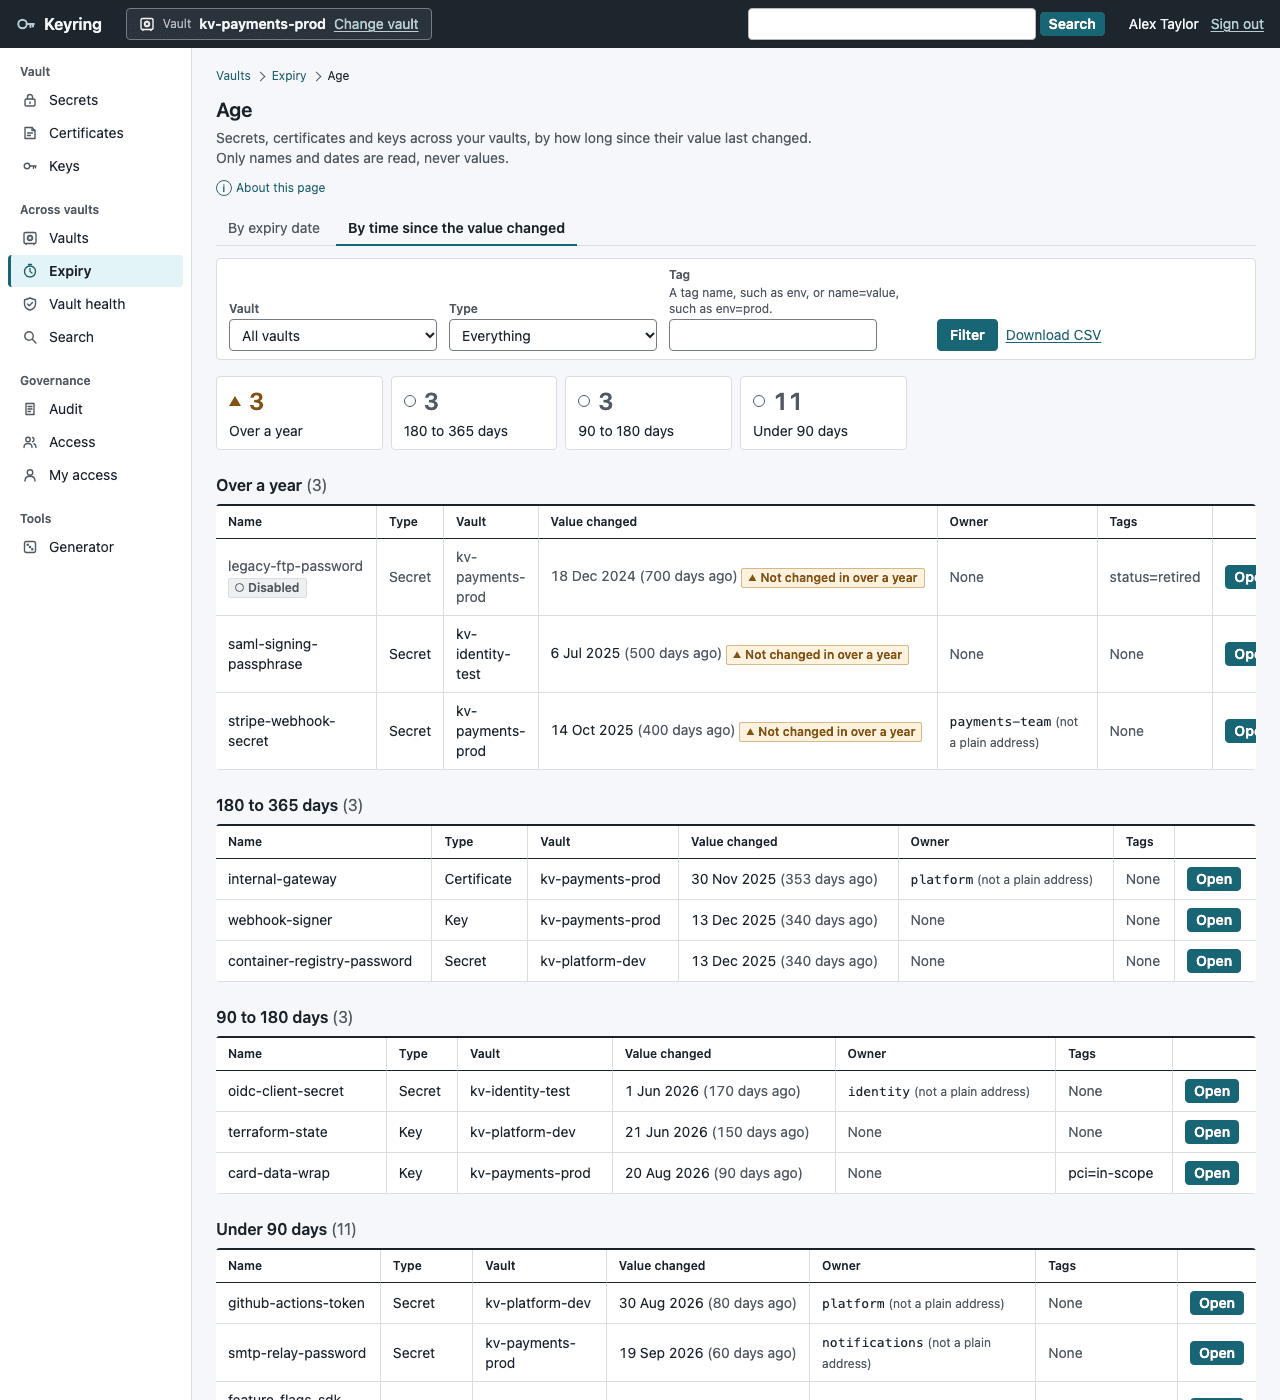 Keyring
Vault kv-payments-prod Change vault
Search
Alex Taylor Sign out
Vault
Secrets
Certificates
Keys
Across vaults
Vaults
Expiry
Vault health
Search
Governance
Audit
Access
My access
Tools
Generator
Vaults > Expiry > Age
Age
Secrets, certificates and keys across your vaults, by how long since their value last changed.
Only names and dates are read, never values.
About this page
By expiry date By time since the value changed
Vault
All vaults
Type
Everything
Tag
A tag name, such as env, or name=value,
such as env=prod.
Filter Download CSV
3
Over a year
3
180 to 365 days
3
90 to 180 days
11
Under 90 days
Over a year (3)
Name Type Vault Value changed Owner Tags
legacy-ftp-password
Disabled
Secret
kv-
payments-
prod
18 Dec 2024 (700 days ago) Not changed in over a year
None
status=retired
saml-signing-
passphrase
Secret
kv-
identity-
test
6 Jul 2025 (500 days ago) Not changed in over a year
None
None
stripe-webhook-
secret
Secret
kv-
payments-
prod
14 Oct 2025 (400 days ago) Not changed in over a year
payments-team (not
a plain address)
None
180 to 365 days (3)
Name Type Vault Value changed Owner Tags
internal-gateway Certificate kv-payments-prod 30 Nov 2025 (353 days ago) platform (not a plain address) None Open
webhook-signer Key kv-payments-prod 13 Dec 2025 (340 days ago) None None Open
container-registry-password Secret kv-platform-dev 13 Dec 2025 (340 days ago) None None Open
90 to 180 days (3)
Name Type Vault Value changed Owner Tags
oidc-client-secret Secret kv-identity-test 1 Jun 2026 (170 days ago) identity (not a plain address) None Open
terraform-state Key kv-platform-dev 21 Jun 2026 (150 days ago) None None Open
card-data-wrap Key kv-payments-prod 20 Aug 2026 (90 days ago) None pci=in-scope Open
Under 90 days (11)
Name Type Vault Value changed Owner Tags
github-actions-token Secret kv-platform-dev 30 Aug 2026 (80 days ago) platform (not a plain address) None Open
smtp-relay-password
Secret
kv-payments-
prod
19 Sep 2026 (60 days ago)
notifications (not a plain
address)
None
Open